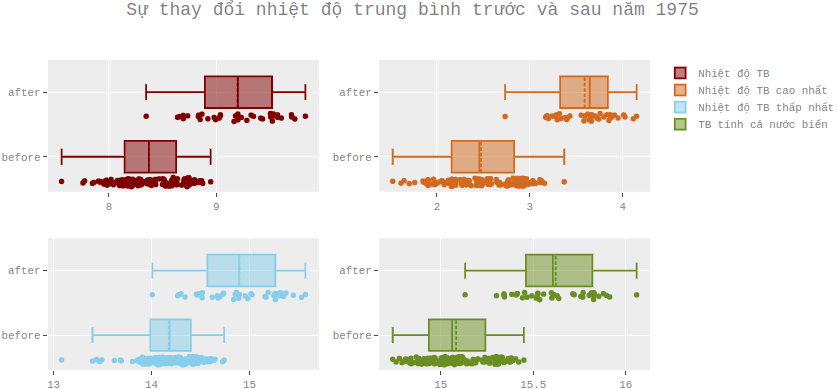 Sự thay đổi nhiệt độ trung bình trước và sau năm 1975
after
before
8
9
after
before
2
3
4
Nhiệt độ TB
Nhiệt độ TB cao nhất
Nhiệt độ TB thấp nhất
TB tính cả nước biển
after
before
13
14
15
after
before
15
15.5
16